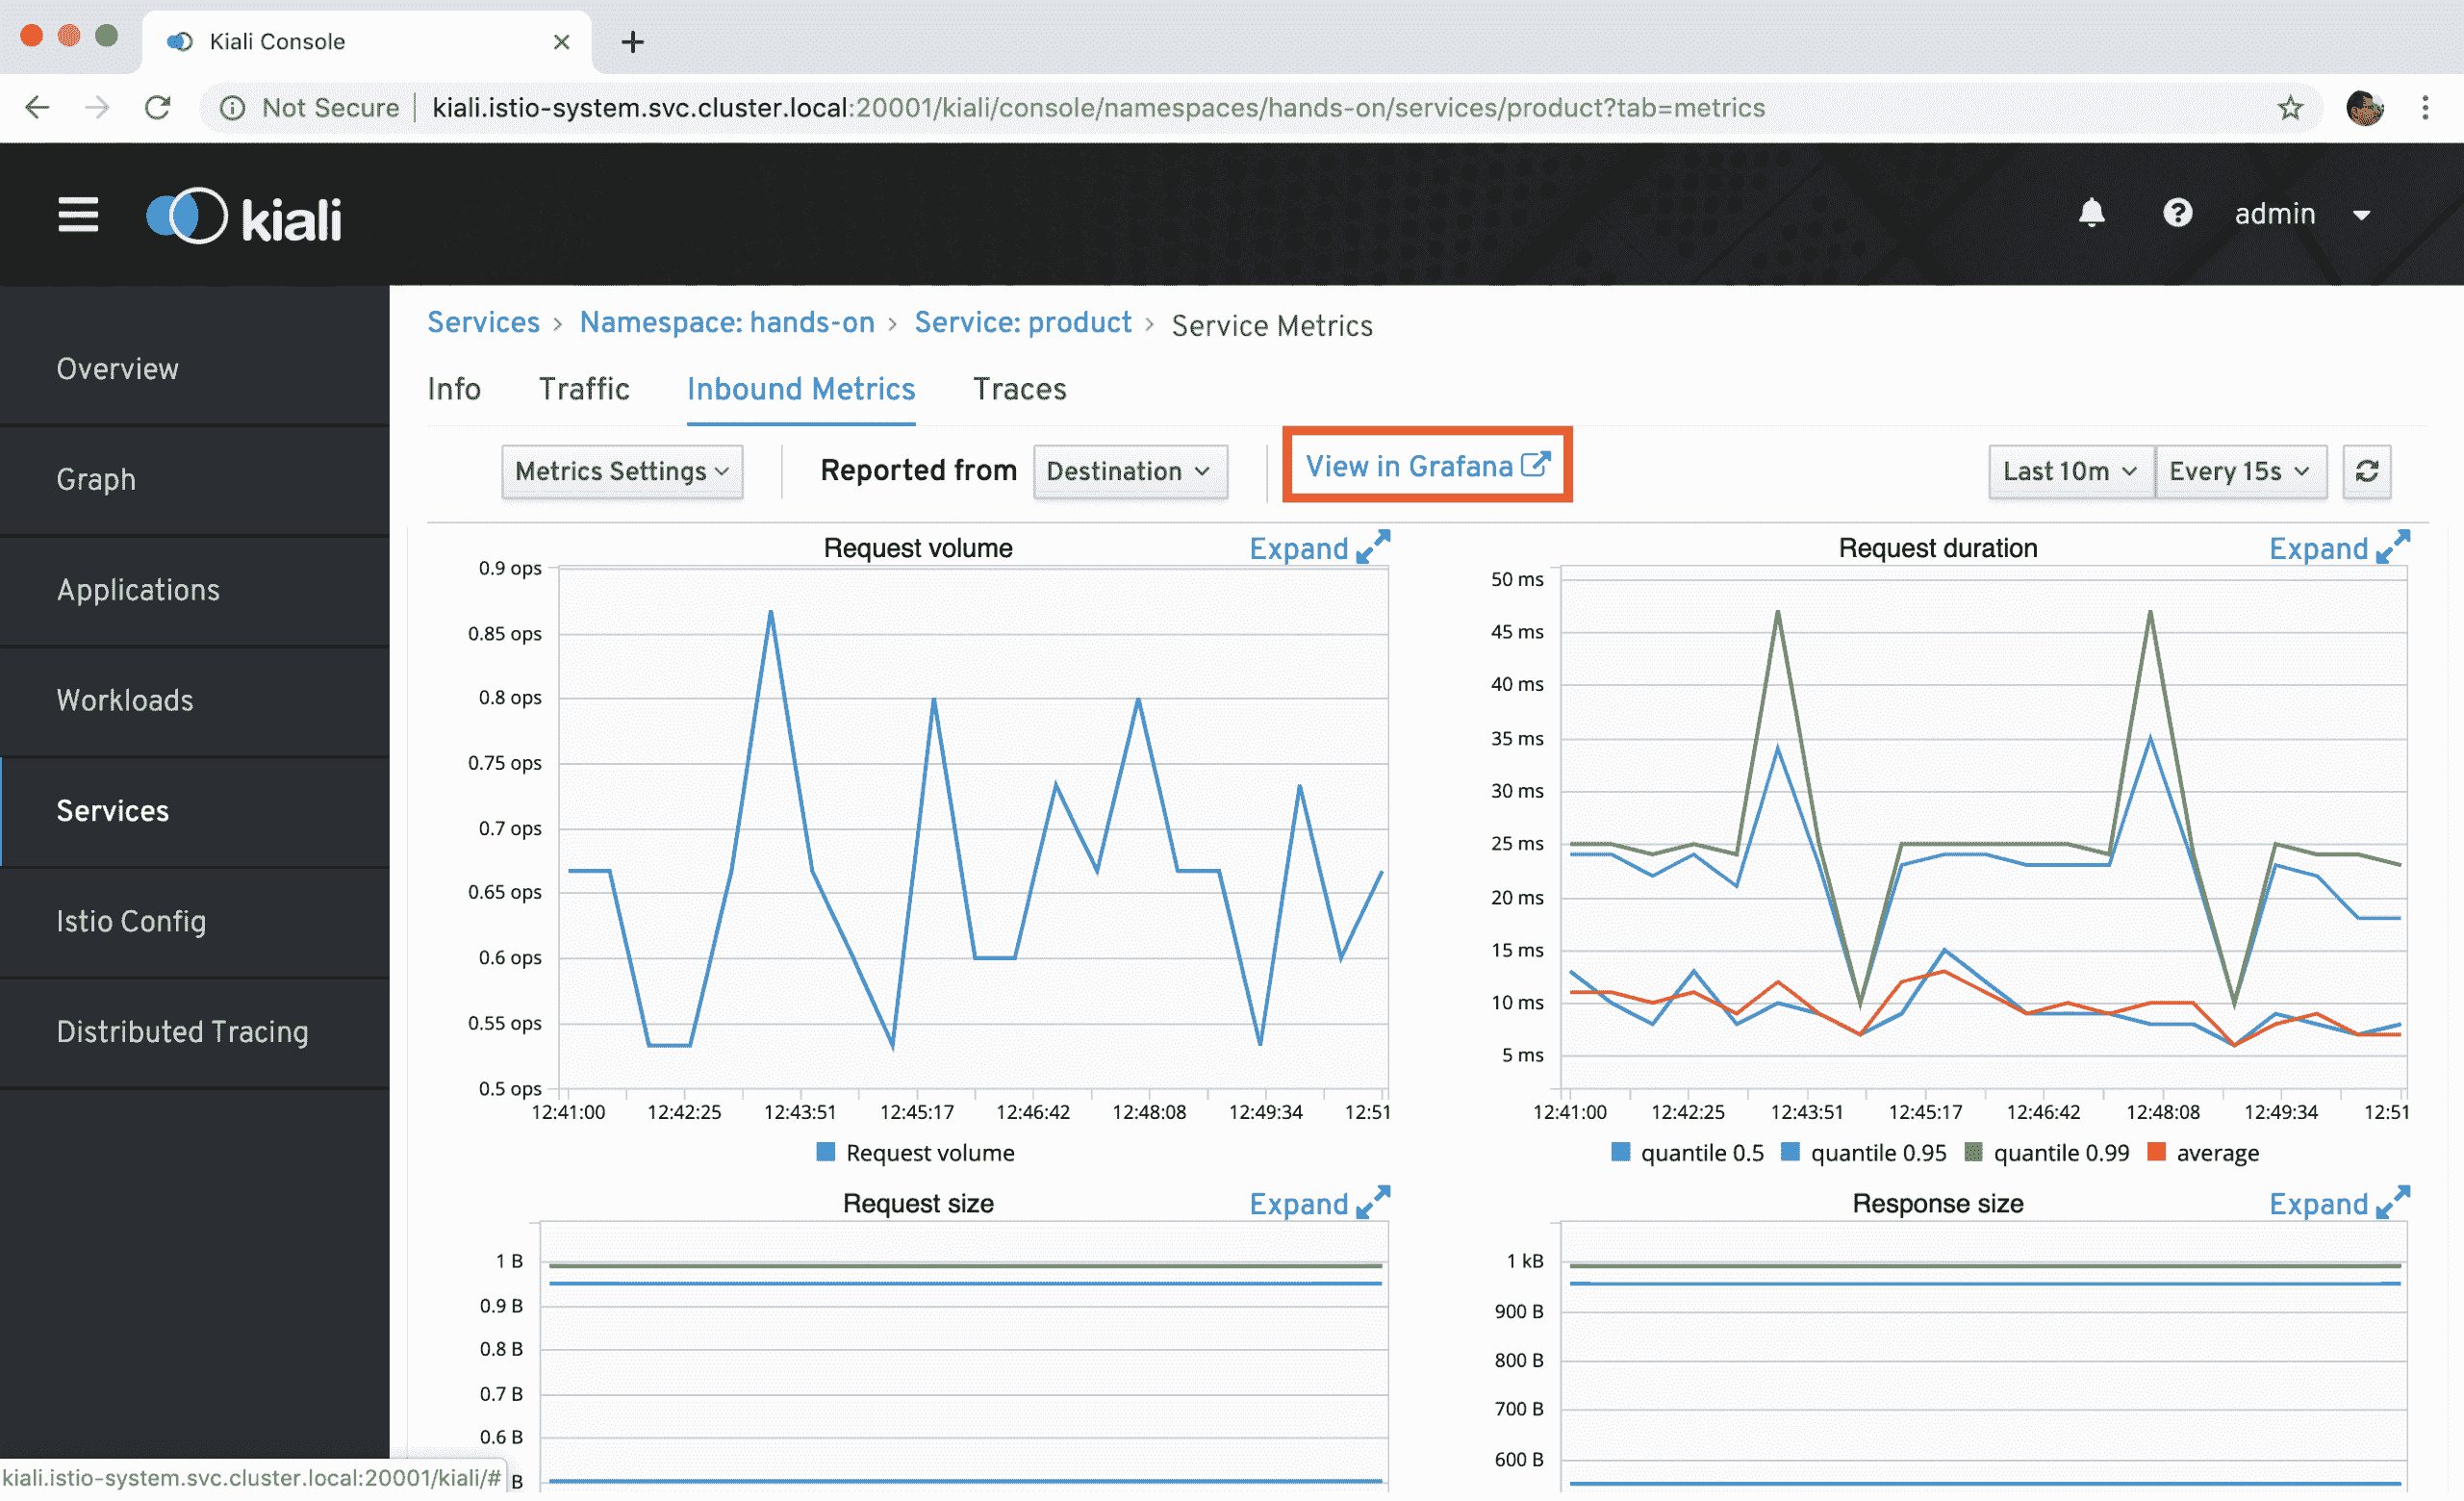 Kiali Console
Not Secure
kiali.istio-system.svc.cluster.local:20001/kiali/console/namespaces/hands-on/services/product?tab=metrics
kiali
admin
Overview
Graph
Applications
Workloads
Services
Istio Config
Distributed Tracing
Services > Namespace: hands-on > Service: product > Service Metrics
Info Traffic Inbound Metrics Traces
Metrics Settings Reported from Destination View in Grafana Last 10m Every 15s
Request volume Expand
0.9 ops
0.85 ops
0.8 ops
0.75 ops
0.7 ops
0.65 ops
0.6 ops
0.55 ops
0.5 ops
12:41:00 12:42:25 12:43:51 12:45:17 12:46:42 12:48:08 12:49:34 12:51
Request volume
Request duration Expand
50 ms
45 ms
40 ms
35 ms
30 ms
25 ms
20 ms
15 ms
10 ms
5 ms
12:41:00 12:42:25 12:43:51 12:45:17 12:46:42 12:48:08 12:49:34 12:51
quantile 0.5 quantile 0.95 quantile 0.99 average
Request size Expand
1 B
0.9 B
0.8 B
0.7 B
0.6 B
B
Response size Expand
1 kB
900 B
800 B
700 B
600 B
kiali.istio-system.svc.cluster.local:20001/kiali/#